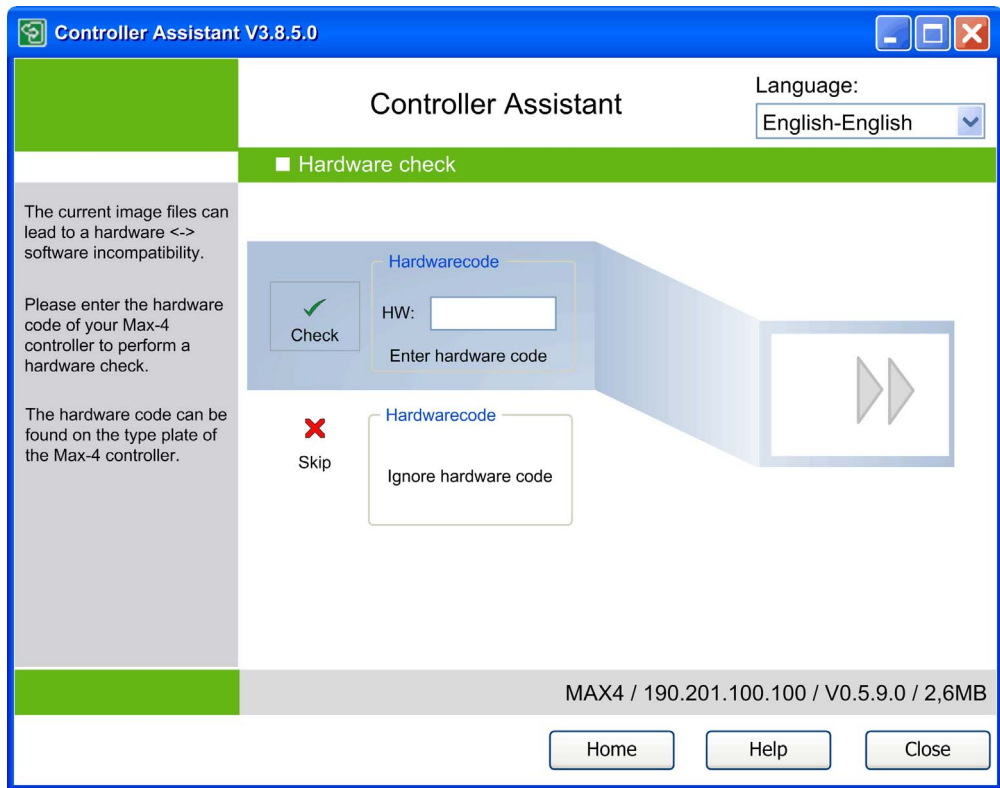 Controller Assistant V3.8.5.0
Controller Assistant
Language:
English-English
Hardware check
The current image files can
lead to a hardware <->
software incompatibility.
Please enter the hardware
code of your Max-4
controller to perform a
hardware check.
The hardware code can be
found on the type plate of
the Max-4 controller.
Check
Hardwarecode
HW:
Enter hardware code
Skip
Hardwarecode
Ignore hardware code
MAX4 / 190.201.100.100 / V0.5.9.0 / 2,6MB
Home
Help
Close